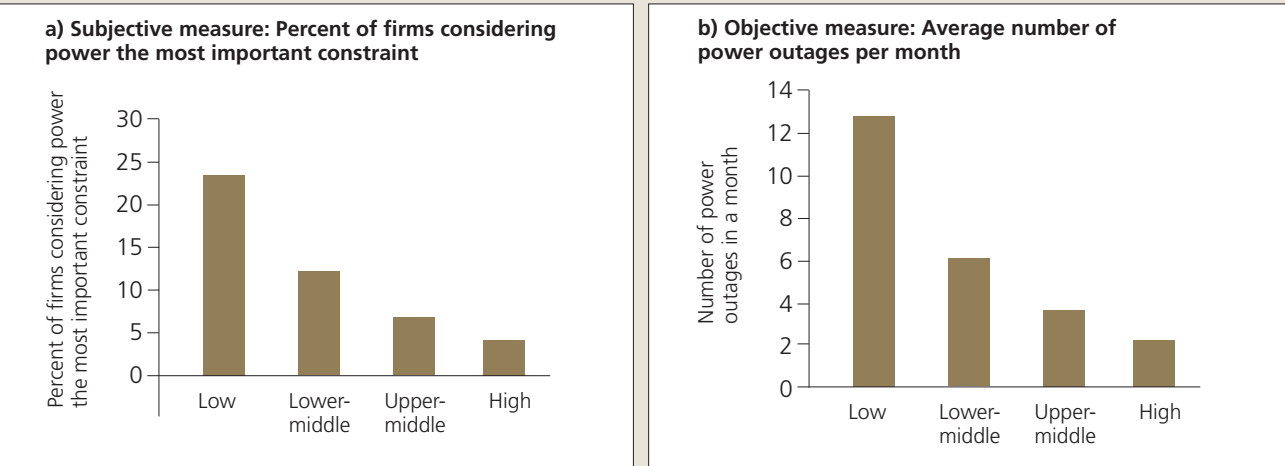 a) Subjective measure: Percent of firms considering
power the most important constraint
Percent of firms considering power
the most important constraint
30
25
20
15
10
5
0
Low
Lower-
middle
Upper-
middle
High
b) Objective measure: Average number of
power outages per month
Number of power
outages in a month
14
12
10
8
6
4
2
0
Low
Lower-
middle
Upper-
middle
High